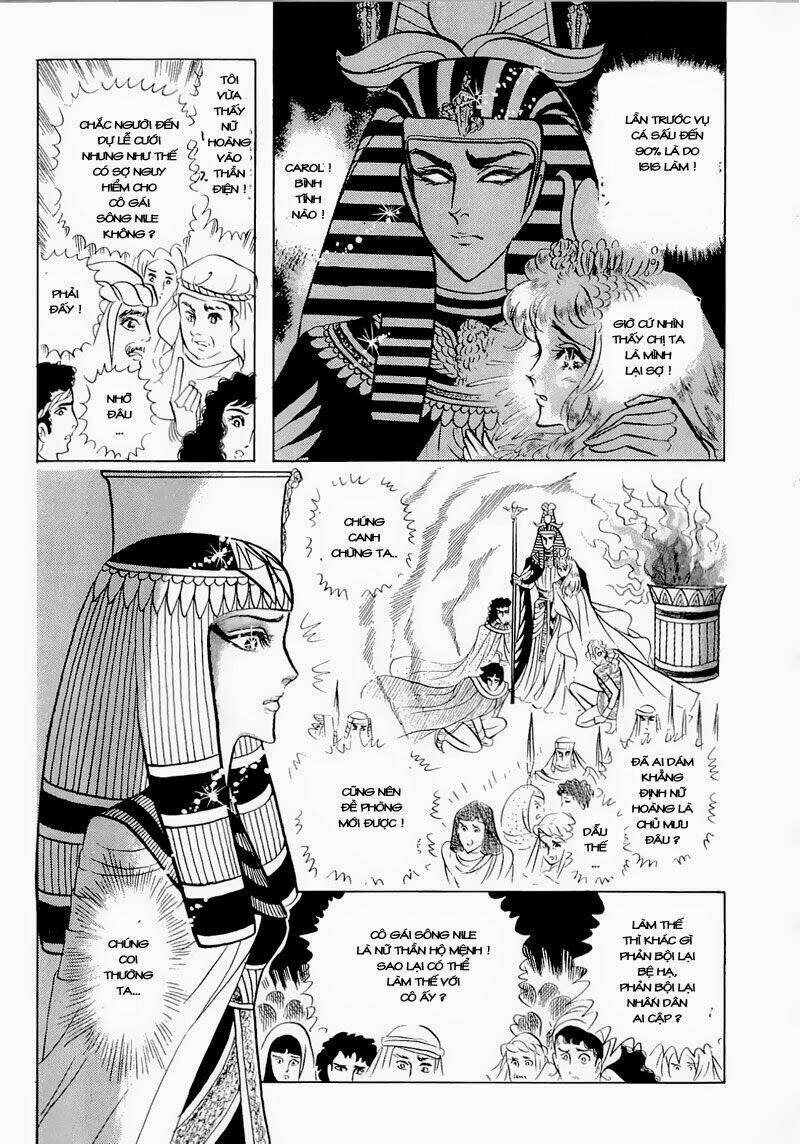 LẦN TRƯỚC VỤ
CÁ SẤU ĐẾN
90% LÀ DO
ISIS LÀM !
CAROL !
BÌNH
TĨNH
NÀO !
GIỜ CỨ NHÌN
THẤY CHỊ TA
LÀ MÌNH
LẠI SỢ !
TÔI
VỪA
THẤY
NỮ
HOÀNG
VÀO
THẦN
ĐIỆN !
CHẮC NGƯỜI ĐẾN
DỰ LỄ CƯỚI
NHƯNG NHƯ THẾ
CÓ SỢ NGUY
HIỂM CHO
CÔ GÁI
SÔNG NILE
KHÔNG ?
PHẢI
ĐẤY !
NHỠ
ĐÂU
...
CHÚNG
CANH
CHỪNG TA..
ĐÃ AI DÁM
KHẲNG
ĐỊNH NỮ
HOÀNG LÀ
CHỦ MƯU
ĐÂU ?
DẪU
THẾ
...
CŨNG NÊN
ĐỀ PHÒNG
MỚI ĐƯỢC !
CHÚNG
COI
THƯỜNG
TA...
LÀM THẾ
THÌ KHÁC GÌ
PHẢN BỘI LẠI
BỆ HẠ,
PHẢN BỘI LẠI
NHÂN DÂN
AI CẬP ?
CÔ GÁI SÔNG NILE
LÀ NỮ THẦN HỘ MỆNH !
SAO LẠI CÓ THỂ
LÀM THẾ VỚI
CÔ ẤY ?